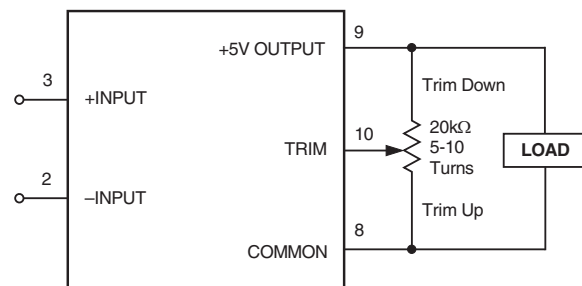 9
+5V OUTPUT
Trim Down
3
+INPUT
10
20kΩ
5-10
Turns
TRIM
LOAD
2
–INPUT
Trim Up
8
COMMON